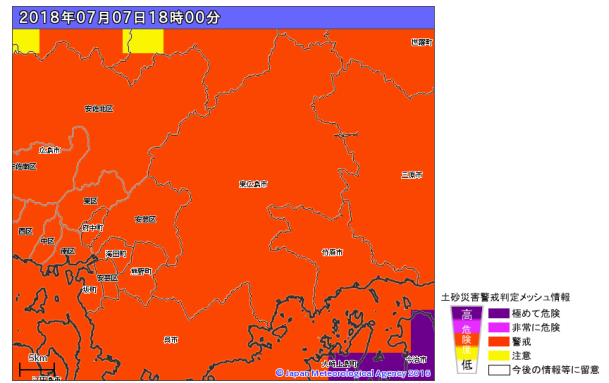 2018年07月07日18時00分
世羅町
安佐北区
広島市
安佐南区
三原市
東広島市
東区
西区
府中町
安芸区
中区
南区
海田町
竹原市
熊野町
安芸区
坂町
呉市
5km
大崎上島町
今治市
© Japan Meteorological Agency 2016
土砂災害警戒判定メッシュ情報
高
危険度
低
極めて危険
非常に危険
警戒
注意
今後の情報等に留意